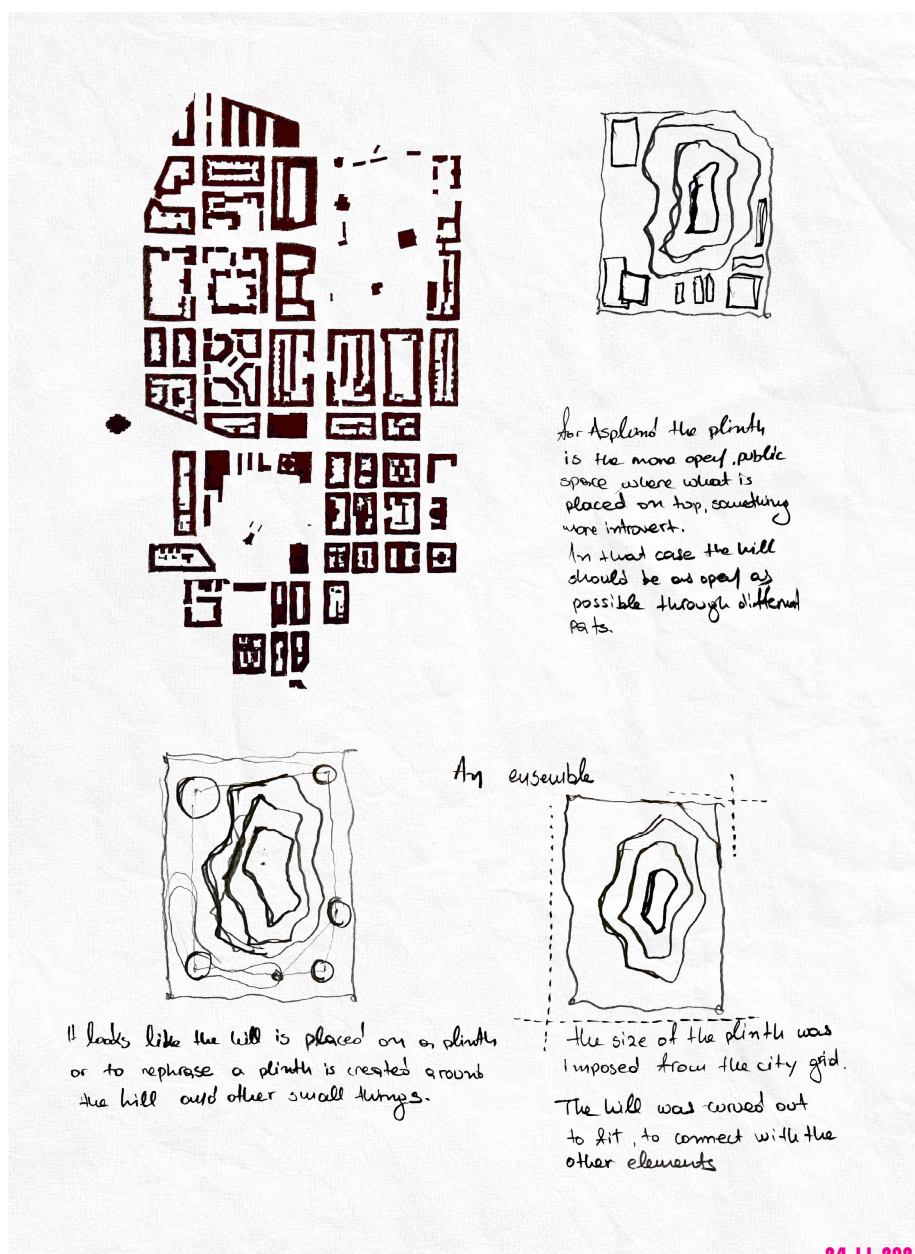 for Asplund the plinth
is the more open, public
space where what is
placed on top, something
more introvert.
In that case the hill
should be as open as
possible through different
An ensemble
It looks like the hill is placed on a plinth
or to rephrase a plinth is created around
the hill and other small things.
the size of the plinth was
imposed from the city grid.
The hill was carved out
to fit, to connect with the
other elements